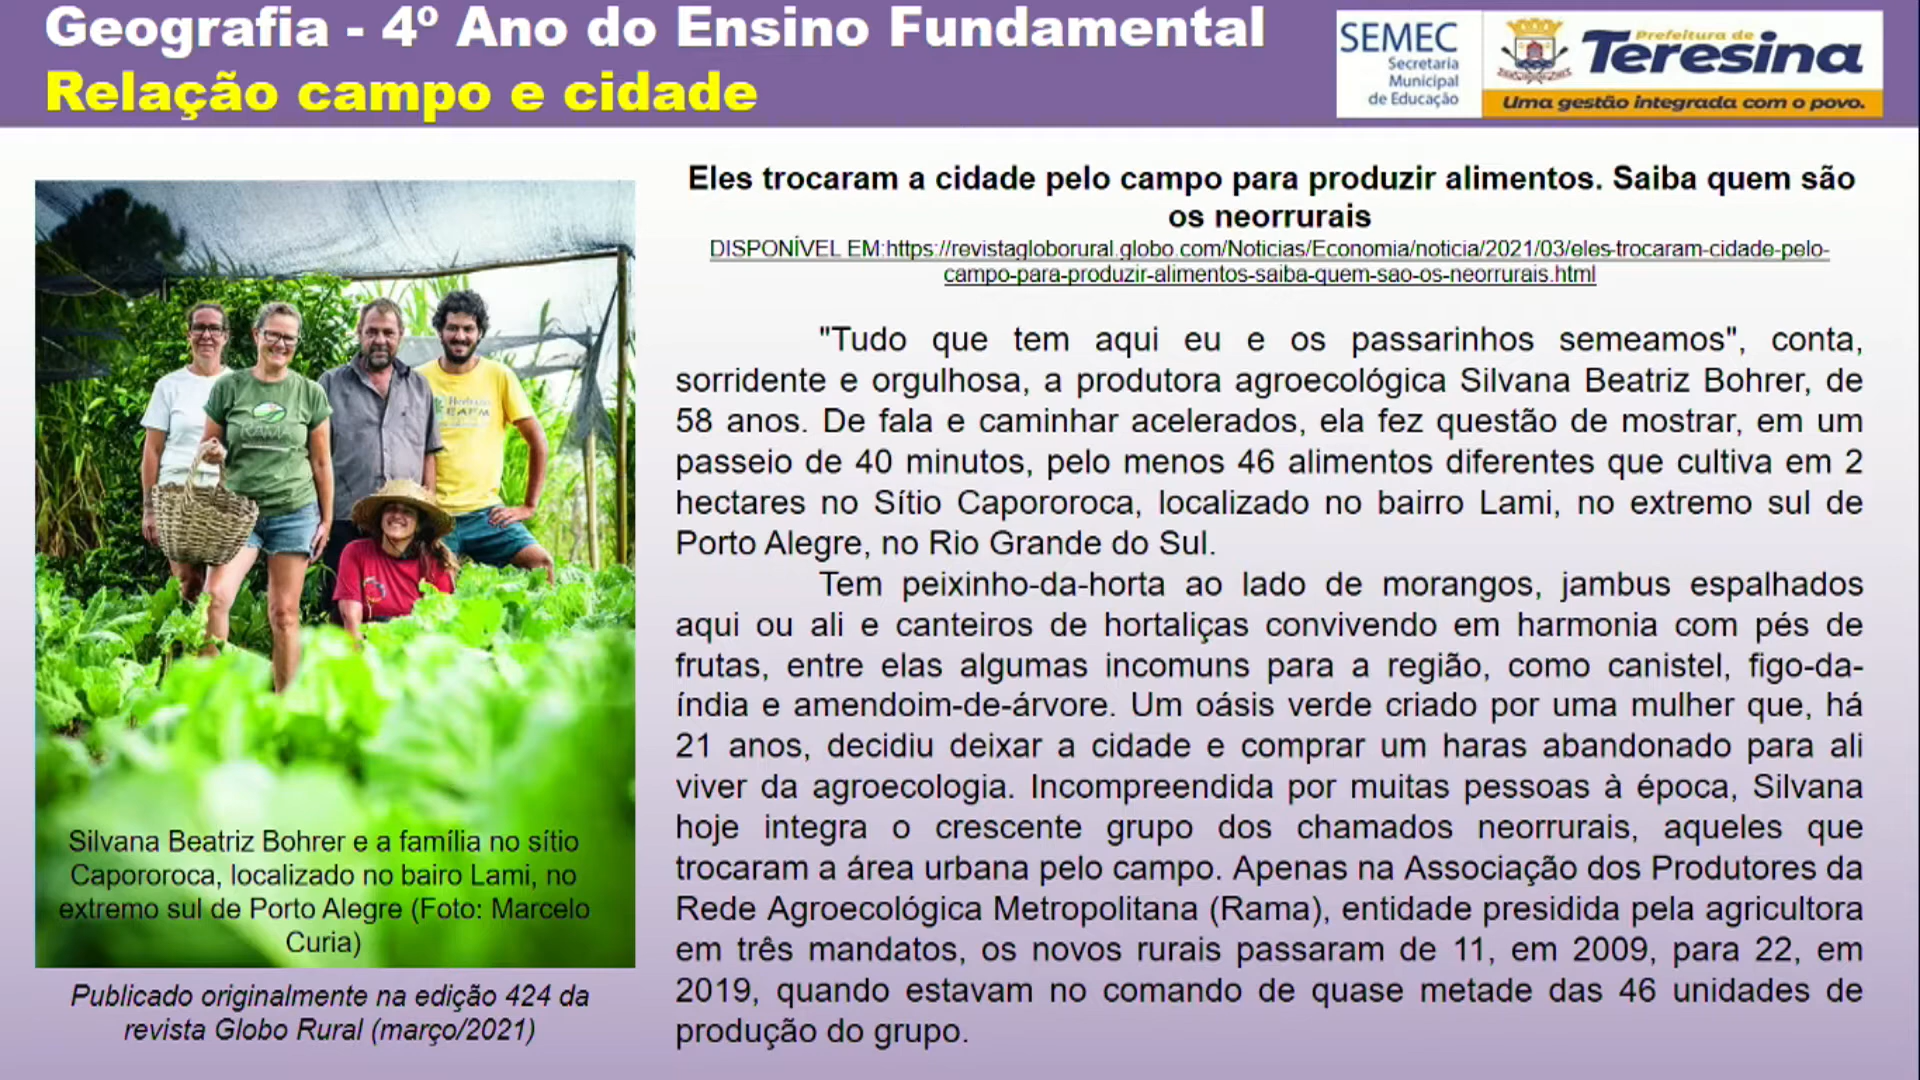 Geografia - 4º Ano do Ensino Fundamental
Relação campo e cidade
SEMEC
Secretaria
Municipal
de Educação
Prefeitura de
Teresina
Uma gestão integrada com o povo.
Eles trocaram a cidade pelo campo para produzir alimentos. Saiba quem são
os neorrurais
DISPONÍVEL EM:https://revistagloborural.globo.com/Noticias/Economia/noticia/2021/03/eles-trocaram-cidade-pelo-
campo-para-produzir-alimentos-saiba-quem-sao-os-neorrurais.html
"Tudo que tem aqui eu e os passarinhos semeamos", conta,
sorridente e orgulhosa, a produtora agroecológica Silvana Beatriz Bohrer, de
58 anos. De fala e caminhar acelerados, ela fez questão de mostrar, em um
passeio de 40 minutos, pelo menos 46 alimentos diferentes que cultiva em 2
hectares no Sítio Capororoca, localizado no bairro Lami, no extremo sul de
Porto Alegre, no Rio Grande do Sul.
Tem peixinho-da-horta ao lado de morangos, jambus espalhados
aqui ou ali e canteiros de hortaliças convivendo em harmonia com pés de
frutas, entre elas algumas incomuns para a região, como canistel, figo-da-
índia e amendoim-de-árvore. Um oásis verde criado por uma mulher que, há
21 anos, decidiu deixar a cidade e comprar um haras abandonado para ali
viver da agroecologia. Incompreendida por muitas pessoas à época, Silvana
hoje integra o crescente grupo dos chamados neorrurais, aqueles que
trocaram a área urbana pelo campo. Apenas na Associação dos Produtores da
Rede Agroecológica Metropolitana (Rama), entidade presidida pela agricultora
em três mandatos, os novos rurais passaram de 11, em 2009, para 22, em
2019, quando estavam no comando de quase metade das 46 unidades de
produção do grupo.
Silvana Beatriz Bohrer e a família no sítio
Capororoca, localizado no bairo Lami, no
extremo sul de Porto Alegre (Foto: Marcelo
Curia)
Publicado originalmente na edição 424 da
revista Globo Rural (março/2021)